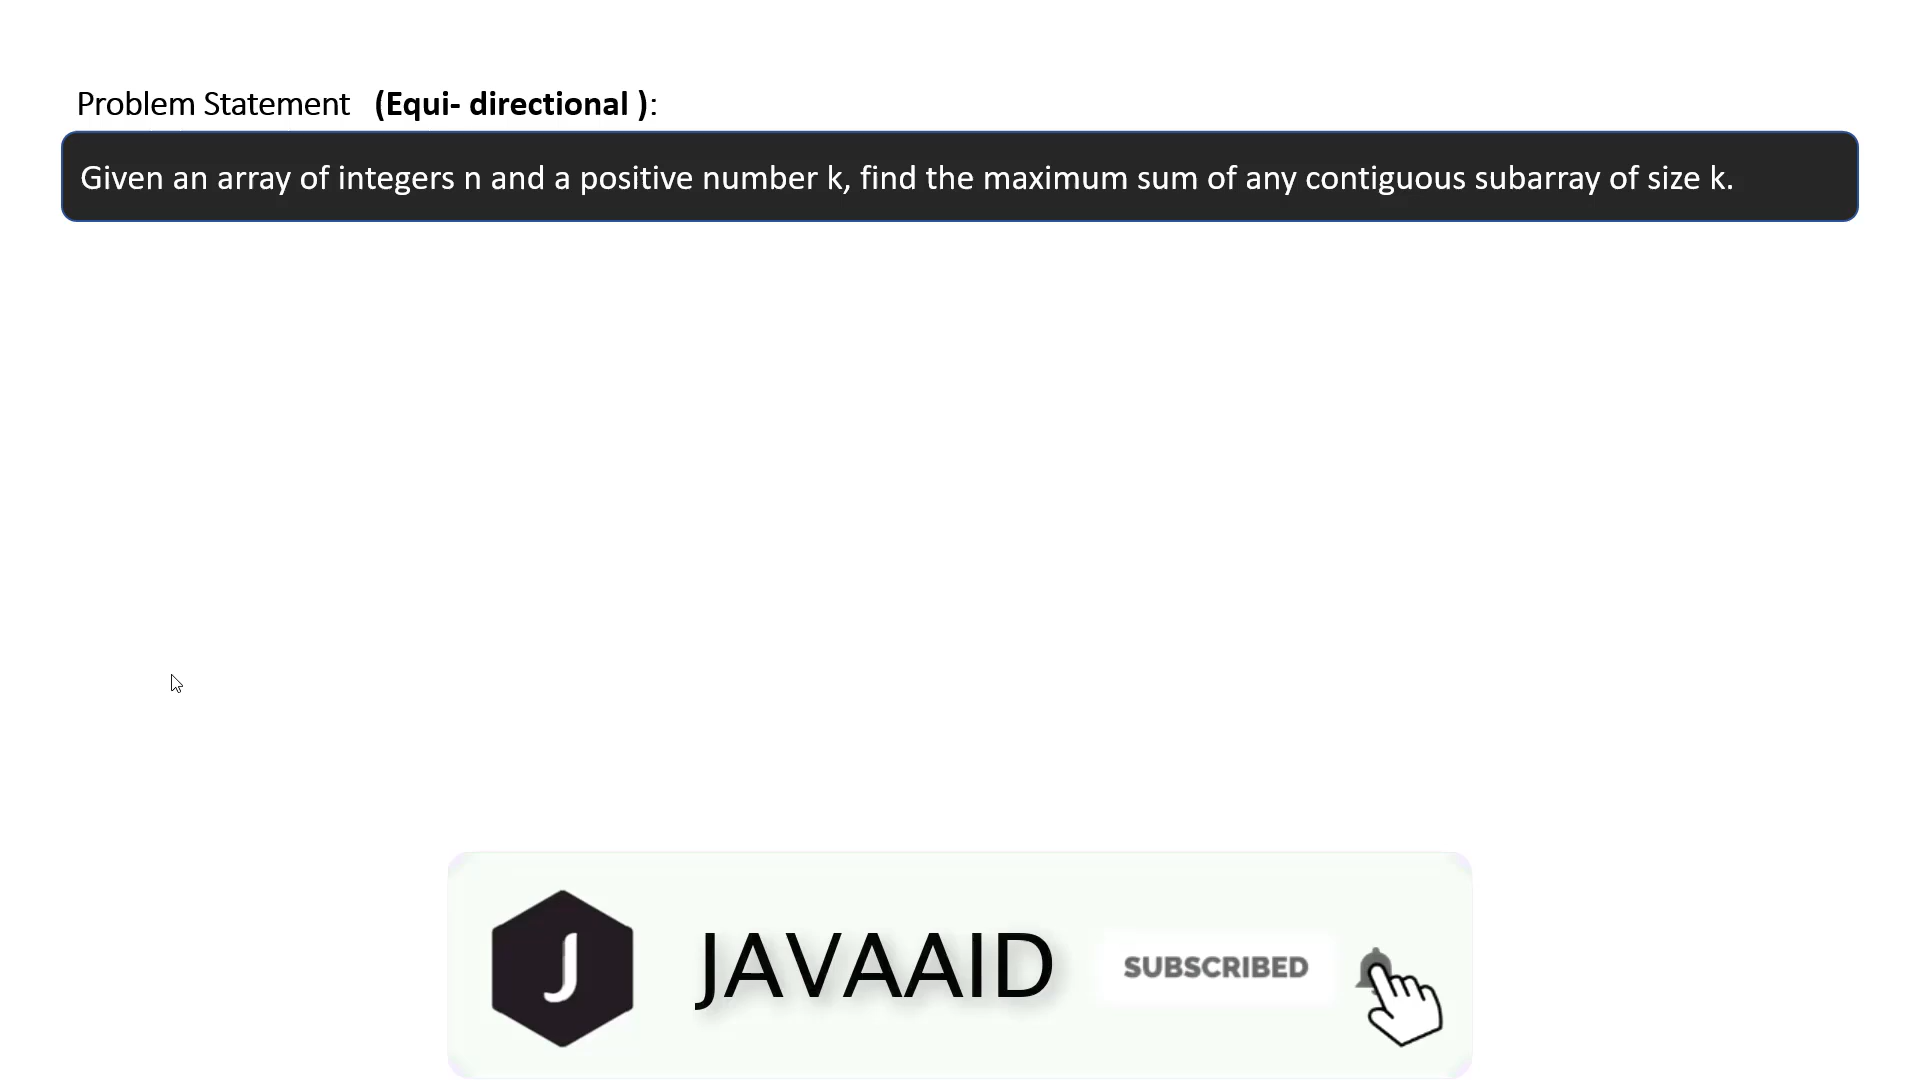 Problem Statement (Equi- directional ):
Given an array of integers n and a positive number k, find the maximum sum of any contiguous subarray of size k.
J
JAVAAID
SUBSCRIBED